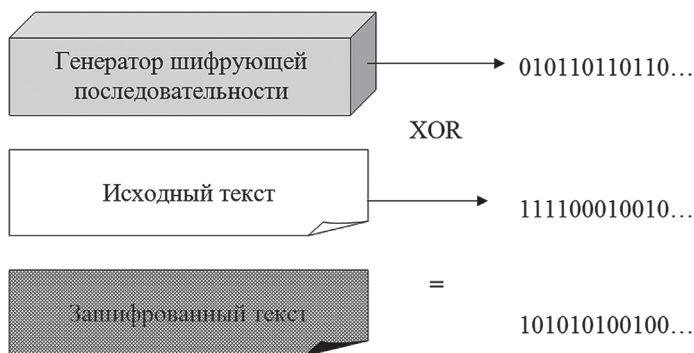 Генератор шифрующей
последовательности
010110110110...
XOR
Исходный текст
111100010010...
=
Зашифрованный текст
101010100100...